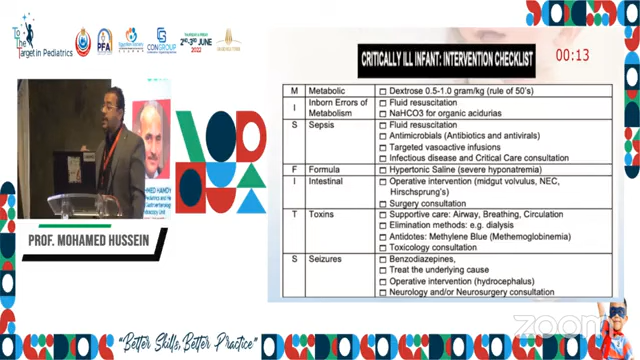 To
The
Target in Pediatrics
PFA
CONGROUP
2nd-3rd JUNE
2022
CRITICALLY ILL INFANT: INTERVENTION CHECKLIST
00:13
M Metabolic □ Dextrose 0.5-1.0 gram/kg (rule of 50's)
I Inborn Errors of Metabolism □ Fluid resuscitation
□ NaHCO3 for organic acidurias
S Sepsis □ Fluid resuscitation
□ Antimicrobials (Antibiotics and antivirals)
□ Targeted vasoactive infusions
□ Infectious disease and Critical Care consultation
F Formula □ Hypertonic Saline (severe hyponatremia)
I Intestinal □ Operative intervention (midgut volvulus, NEC,
Hirschsprung's)
□ Surgery consultation
T Toxins □ Supportive care: Airway, Breathing, Circulation
□ Elimination methods: e.g. dialysis
□ Antidotes: Methylene Blue (Methemoglobinemia)
□ Toxicology consultation
S Seizures □ Benzodiazepines,
□ Treat the underlying cause
□ Operative intervention (hydrocephalus)
□ Neurology and/or Neurosurgery consultation
HMED HAMDY
PROF. MOHAMED HUSSEIN
"Better Skills, Better Practice"
zoom